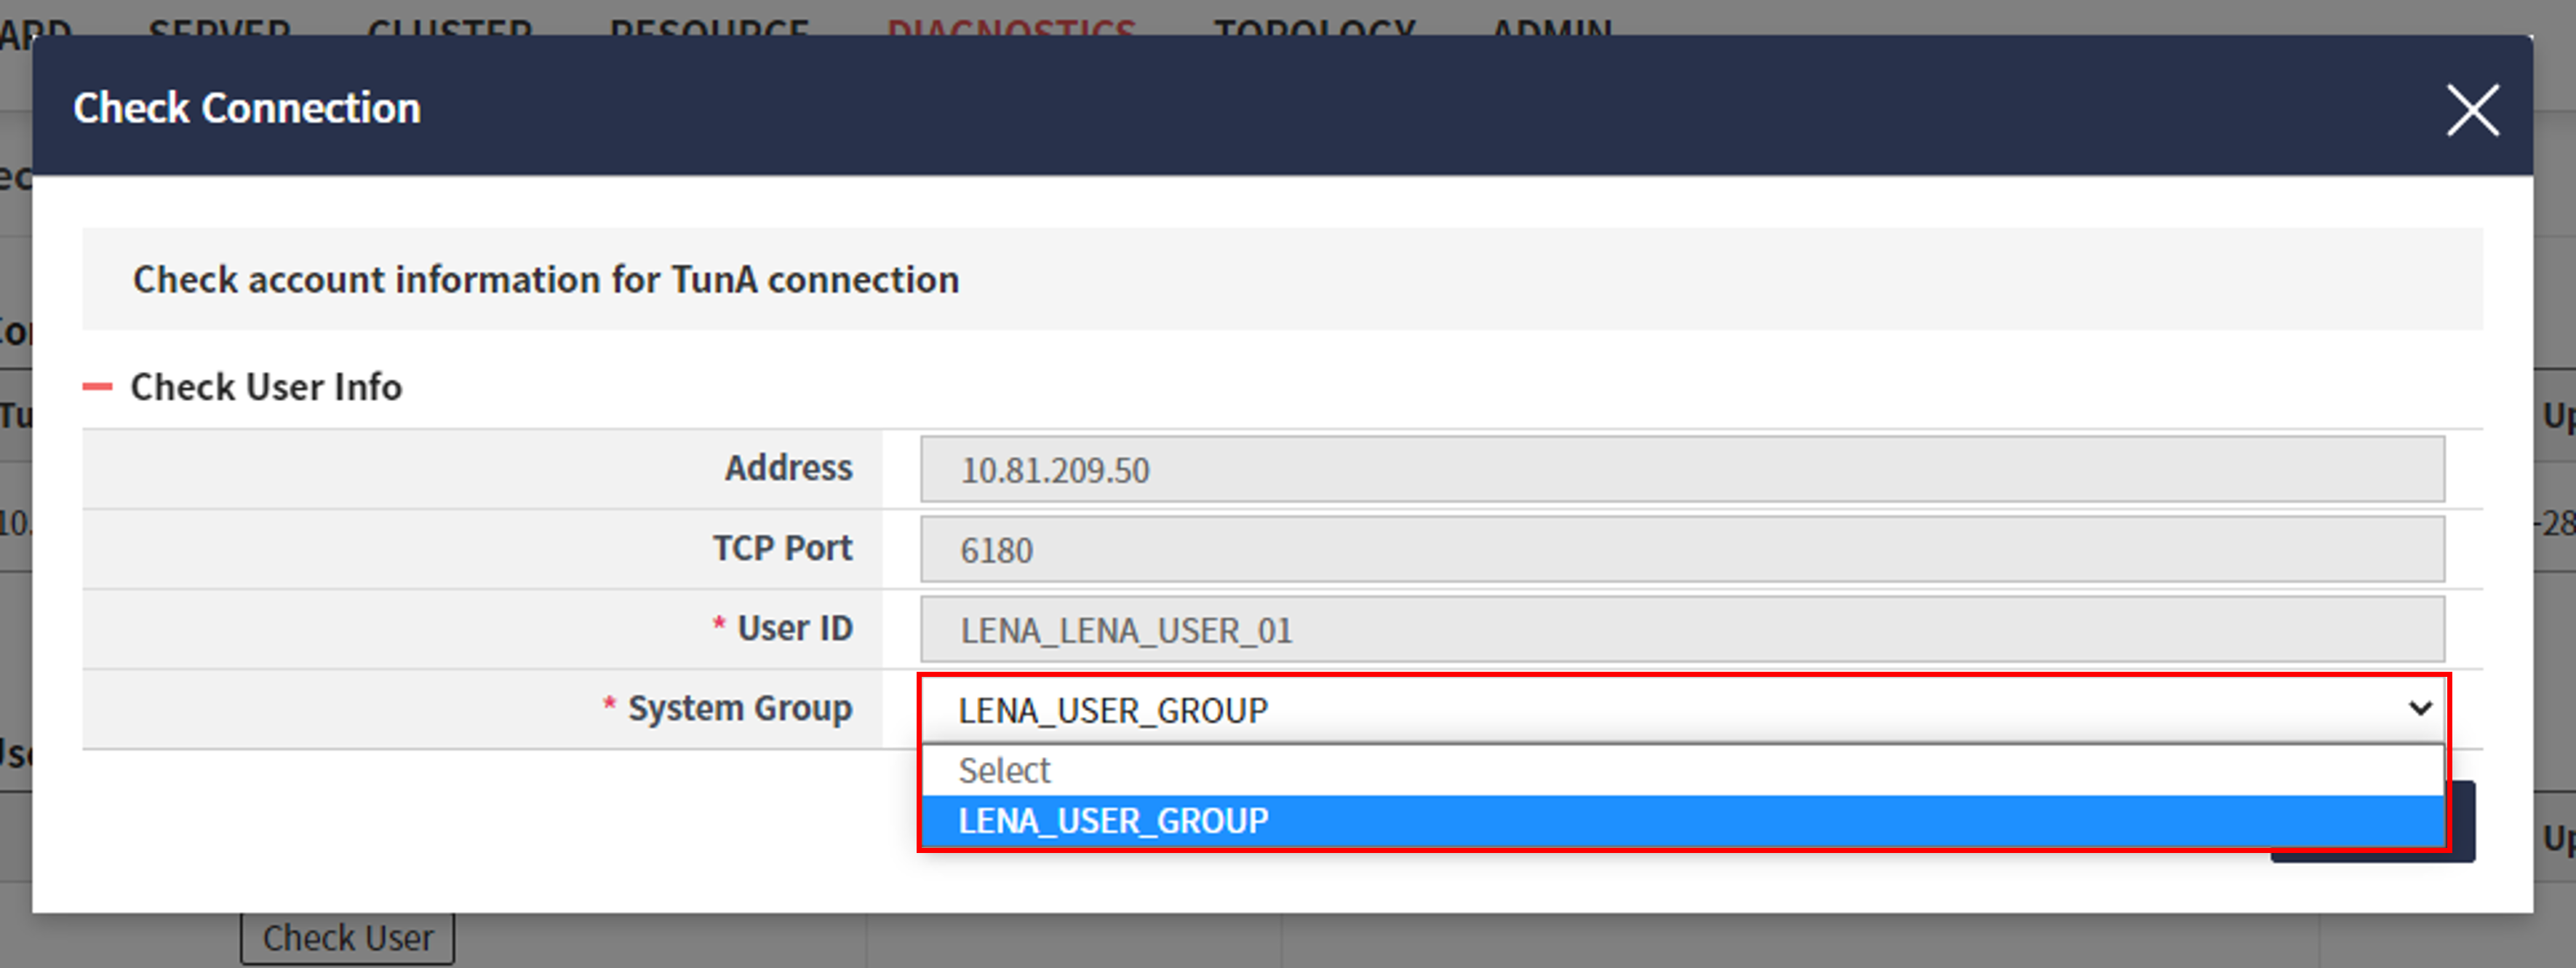 SERVER CLUSTER RESOURCE DIAGNOSTICS TOPOLOGY ADMIN
Check Connection
Check account information for TunA connection
Check User Info
Address 10.81.209.50
TCP Port 6180
* User ID LENA_LENA_USER_01
* System Group LENA_USER_GROUP
Select
LENA_USER_GROUP
Check User